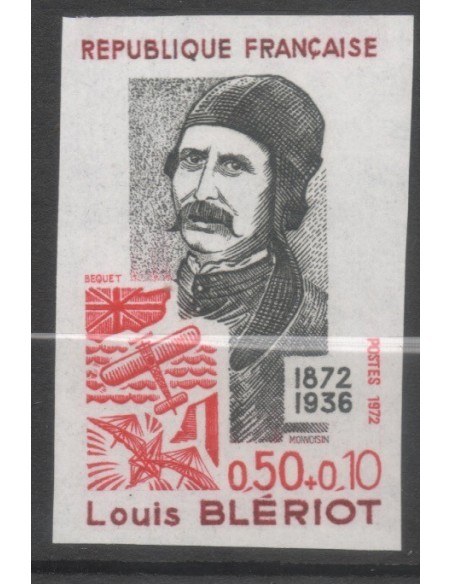 REPUBLIQUE FRANÇAISE
BEQUET
1872
1936
POSTES 1972
MONVOISIN
0,50+0,10
Louis BLÉRIOT